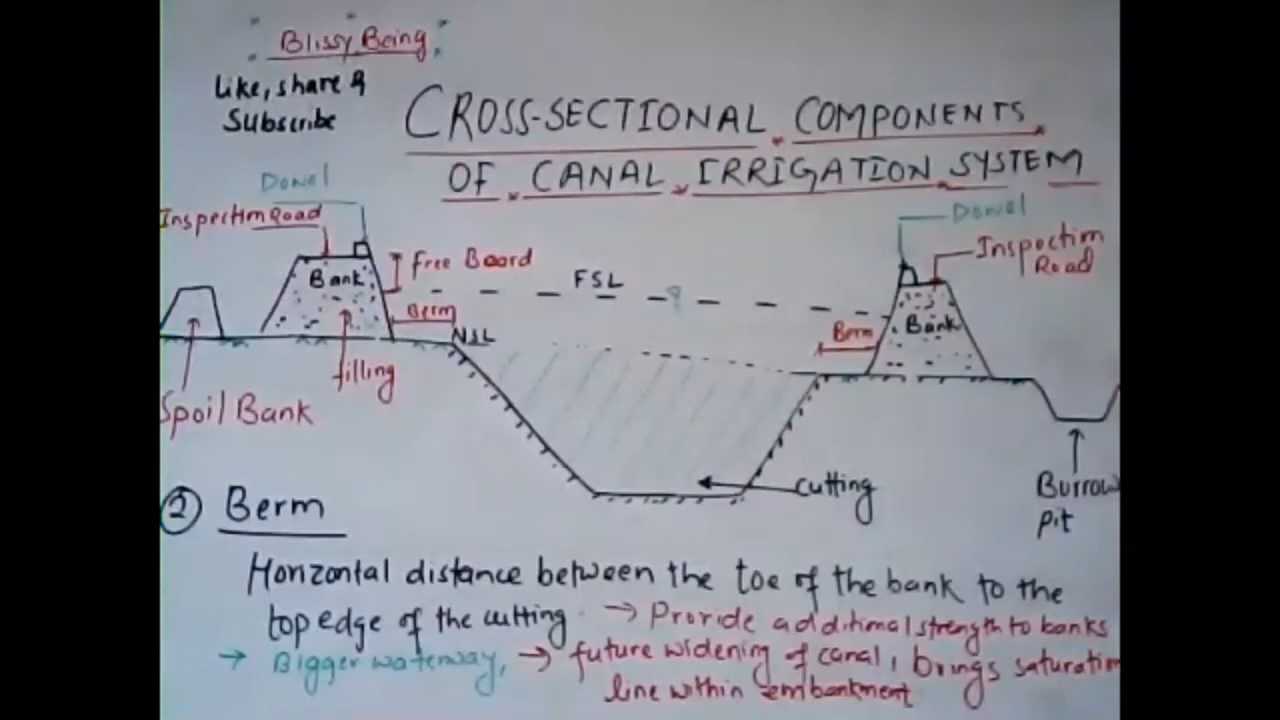 Blissy Being
Like, share &
Subscribe
CROSS-SECTIONAL COMPONENTS
OF CANAL IRRIGATION SYSTEM
Dowel
Inspection Road
Bank
Free Board
FSL
Berm
NSL
filling
Spoil Bank
Dowel
Inspection
Road
Bank
Berm
cutting
Burrow
pit
2 Berm
Horizontal distance between the toe of the bank to the
top edge of the cutting. → Provide additional strength to banks
→ Bigger waterway, → future widening of canal, brings saturation
line within embankment